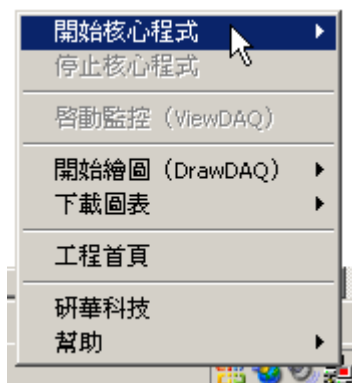 開始核心程式
停止核心程式
啓動監控（ViewDAQ）
開始繪圖（DrawDAQ）
下載圖表
工程首頁
研華科技
幫助